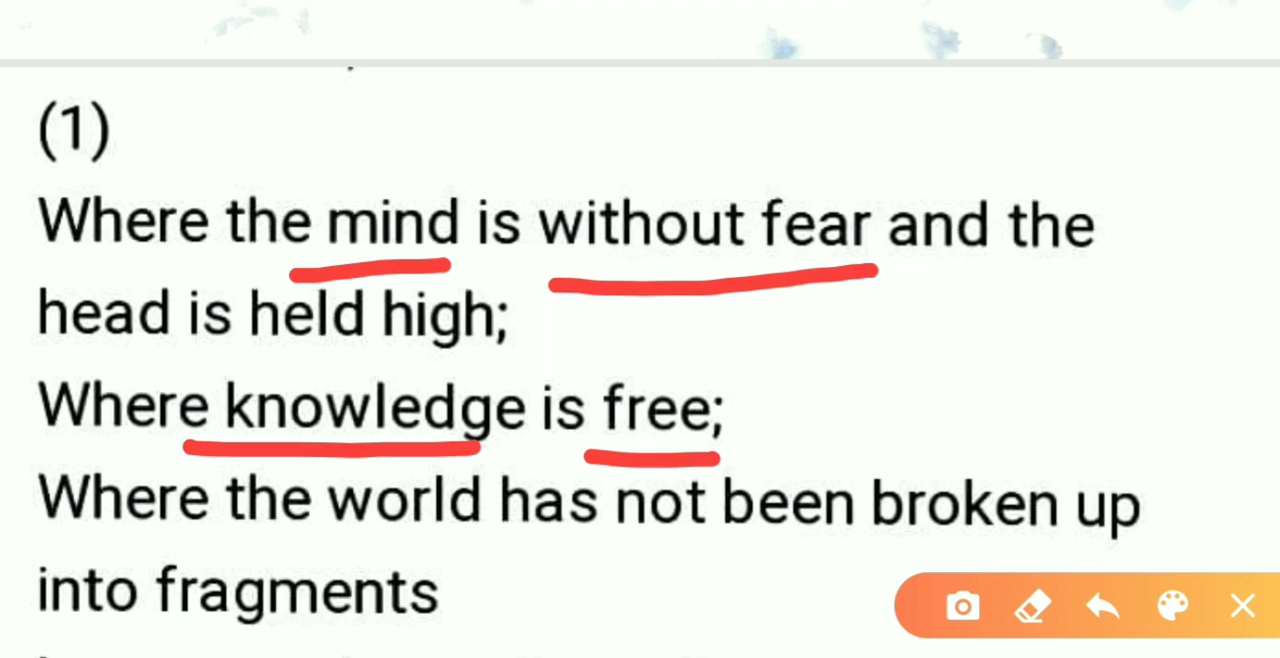 (1)
Where the mind is without fear and the
head is held high;
Where knowledge is free;
Where the world has not been broken up
into fragments